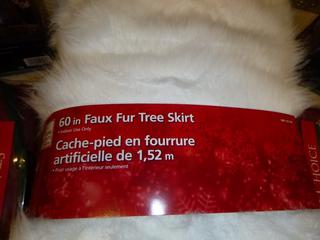 60 in Faux Fur Tree Skirt
• Indoor Use Only
Cache-pied en fourrure
artificielle de 1,52 m
• Pour usage à l'intérieur seulement
CHOICE